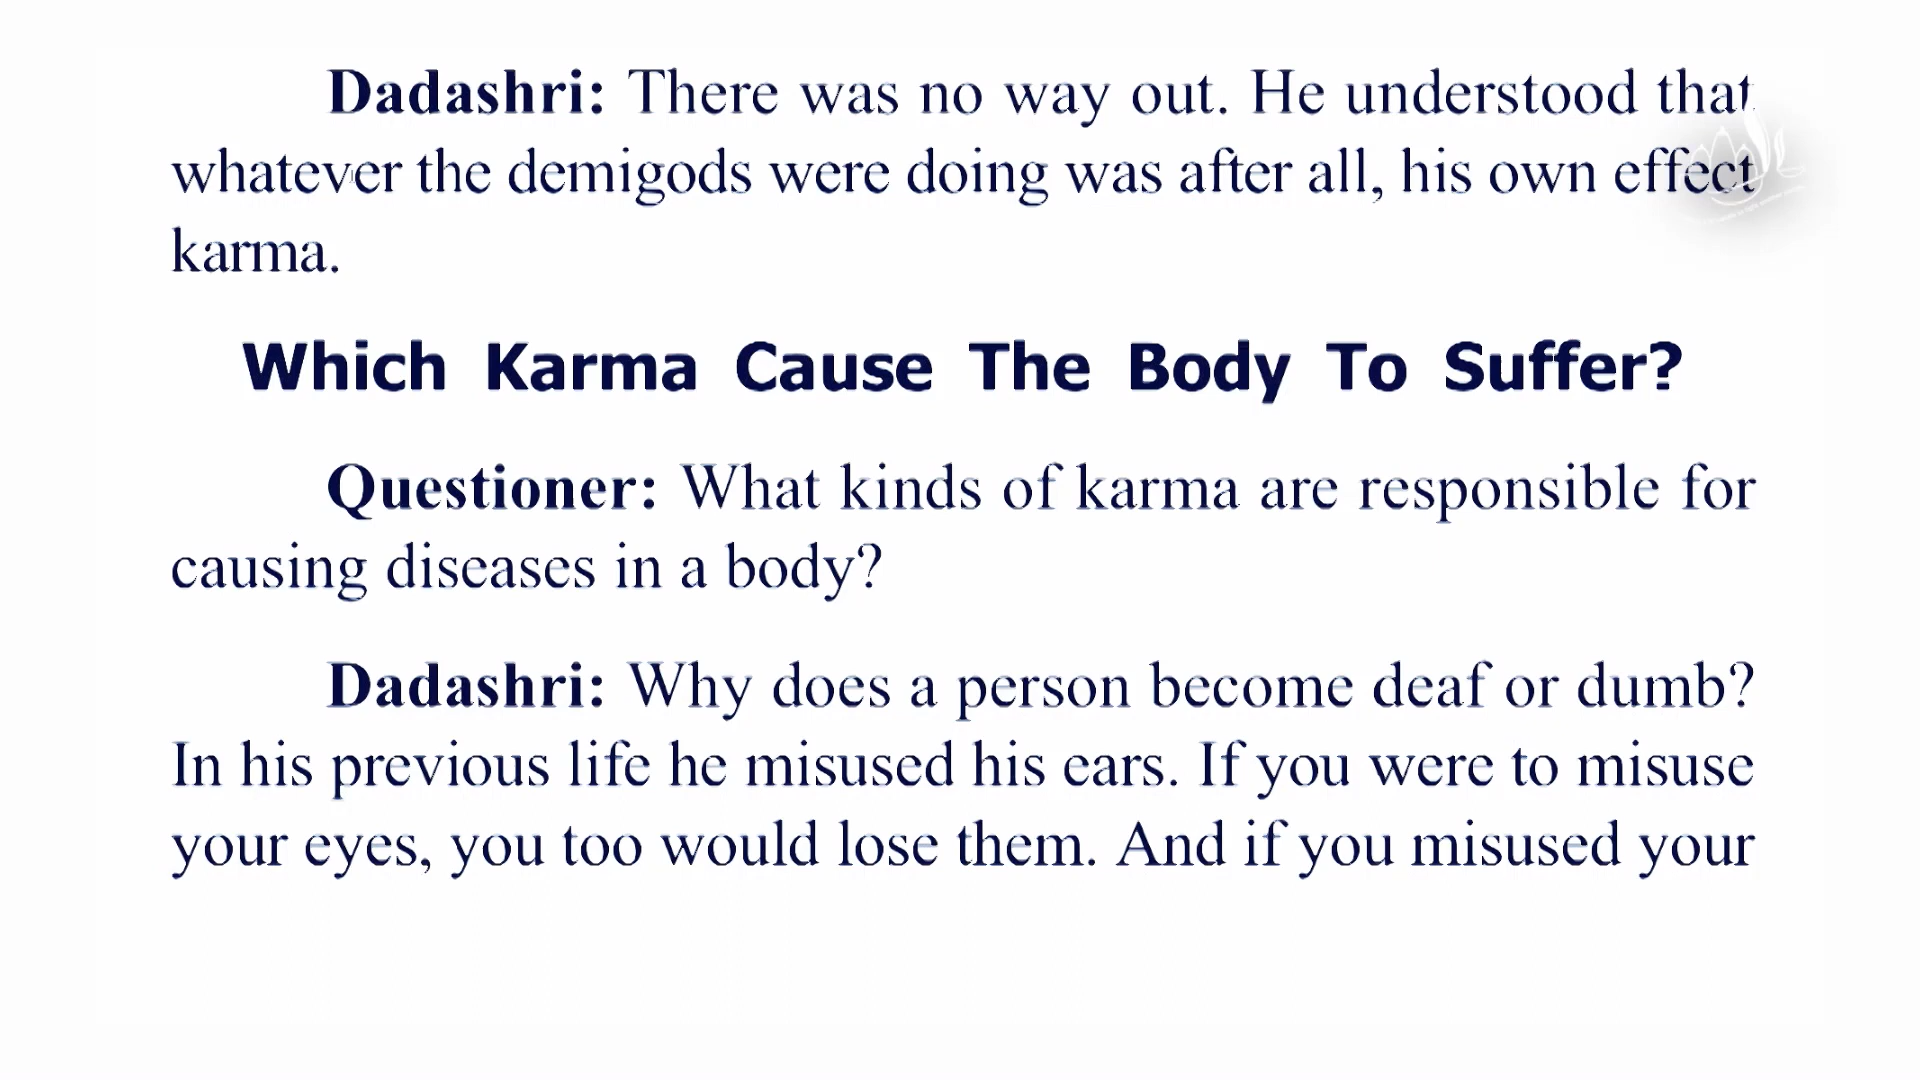 Dadashri: There was no way out. He understood that
whatever the demigods were doing was after all, his own effect
karma.
Which Karma Cause The Body To Suffer?
Questioner: What kinds of karma are responsible for
causing diseases in a body?
Dadashri: Why does a person become deaf or dumb?
In his previous life he misused his ears. If you were to misuse
your eyes, you too would lose them. And if you misused your